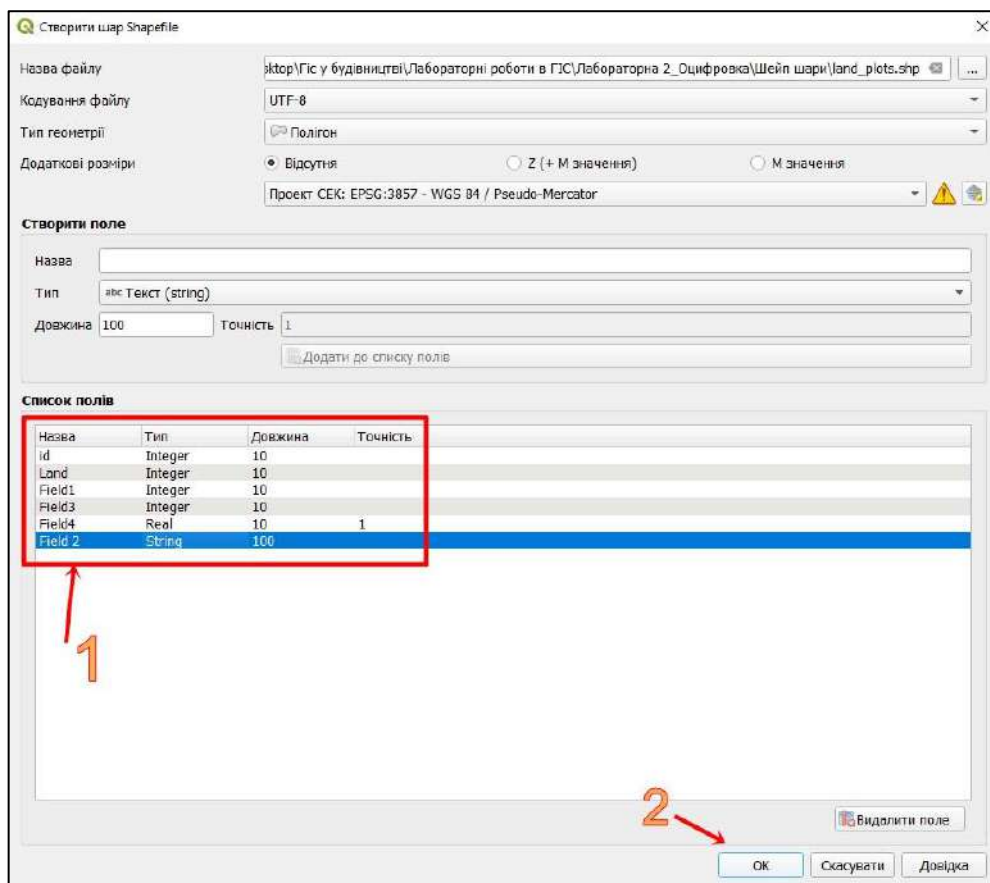 Створити шар Shapefile
Назва файлу
ktop\Гіс у будівництві\Лабораторні роботи в ГІС\Лабораторна 2_Оцифровка\Шейп шари\land_plots.shp ...
Кодування файлу
UTF-8
Тип геометрії
Полігон
Додаткові розміри
Відсутня
Z (+ M значення)
M значення
Проект СЕК: EPSG:3857 - WGS 84 / Pseudo-Mercator
Створити поле
Назва
Тип
abc Текст (string)
Довжина 100 Точність 1
Додати до списку полів
Список полів
Назва Тип Довжина Точність
id Integer 10
Land Integer 10
Field1 Integer 10
Field3 Integer 10
Field4 Real 10 1
Field 2 String 100
1
2
Видалити поле
OK Скасувати Довідка